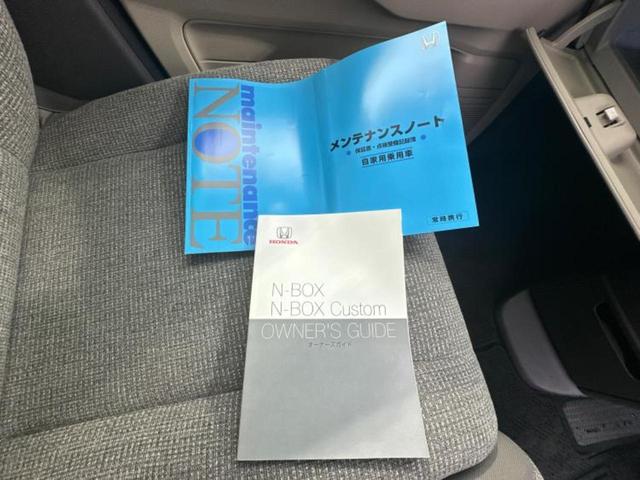 maintenance
NOTE
メンテナンスノート
保証書・点検整備記録簿
自家用乗用車
常時携行
HONDA
N-BOX
N-BOX Custom
OWNER'S GUIDE
オーナーズガイド